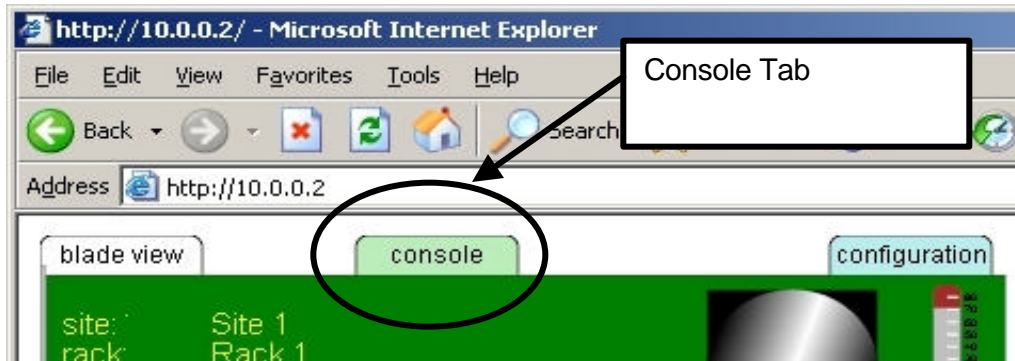 http://10.0.0.2/ - Microsoft Internet Explorer
File Edit View Favorites Tools Help
Console Tab
Back Search
Address http://10.0.0.2
blade view console configuration
site: Site 1
rack: Rack 1